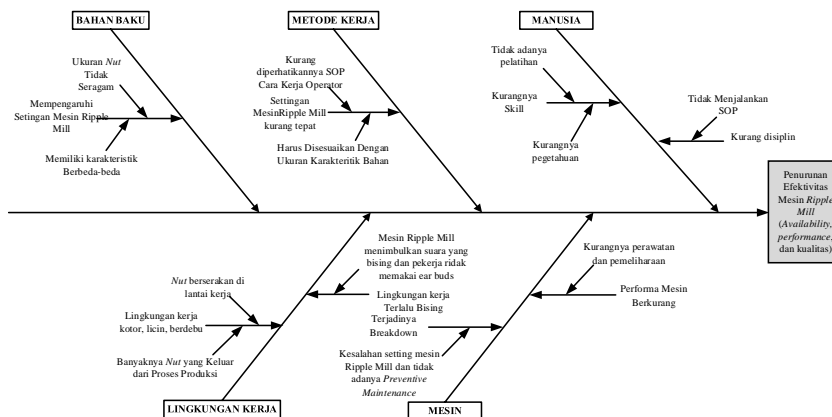 BAHAN BAKU
METODE KERJA
MANUSIA
Ukuran Nut
Tidak
Seragam
Mempengaruhi
Setingan Mesin Ripple
Mill
Memiliki karakteristik
Berbeda-beda
Kurang
diperhatikannya SOP
Cara Kerja Operator
Settingan
MesinRipple Mill
kurang tepat
Harus Disesuaikan Dengan
Ukuran Karakteritik Bahan
Tidak adanya
pelatihan
Kurangnya
Skill
Kurangnya
pegetahuan
Tidak Menjalankan
SOP
Kurang disiplin
Penurunan
Efektivitas
Mesin Ripple
Mill
(Availability,
performance,
dan kualitas)
Mesin Ripple Mill
menimbulkan suara yang
bising dan pekerja ridak
memakai ear buds
Nut berserakan di
lantai kerja
Lingkungan kerja
Terlalu Bising
Lingkungan kerja
kotor, licin, berdebu
Banyaknya Nut yang Keluar
dari Proses Produksi
Kurangnya perawatan
dan pemeliharaan
Performa Mesin
Berkurang
Terjadinya
Breakdown
Kesalahan setting mesin
Ripple Mill dan tidak
adanya Preventive
Maintenance
LINGKUNGAN KERJA
MESIN